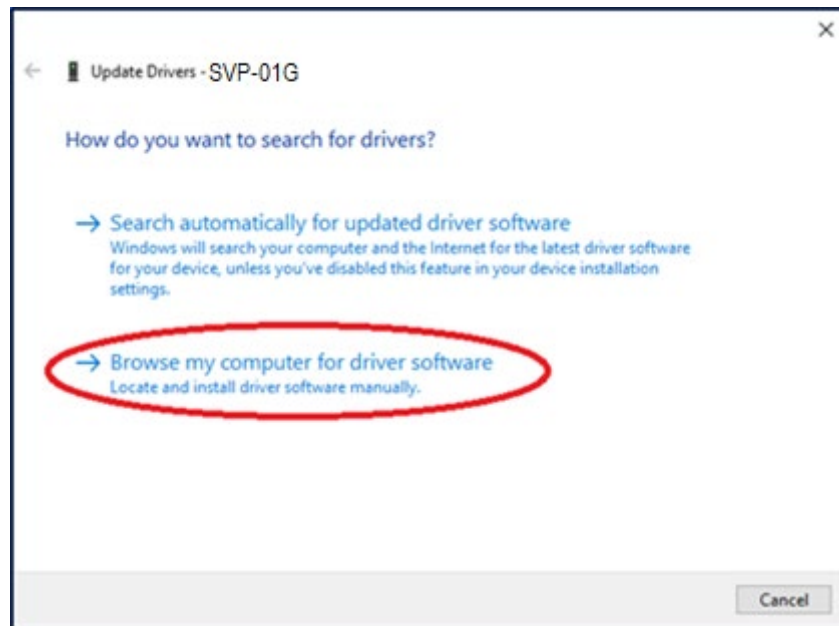 Update Drivers - SVP-01G
How do you want to search for drivers?
Search automatically for updated driver software
Windows will search your computer and the Internet for the latest driver software
for your device, unless you've disabled this feature in your device installation
settings.
Browse my computer for driver software
Locate and install driver software manually.
Cancel